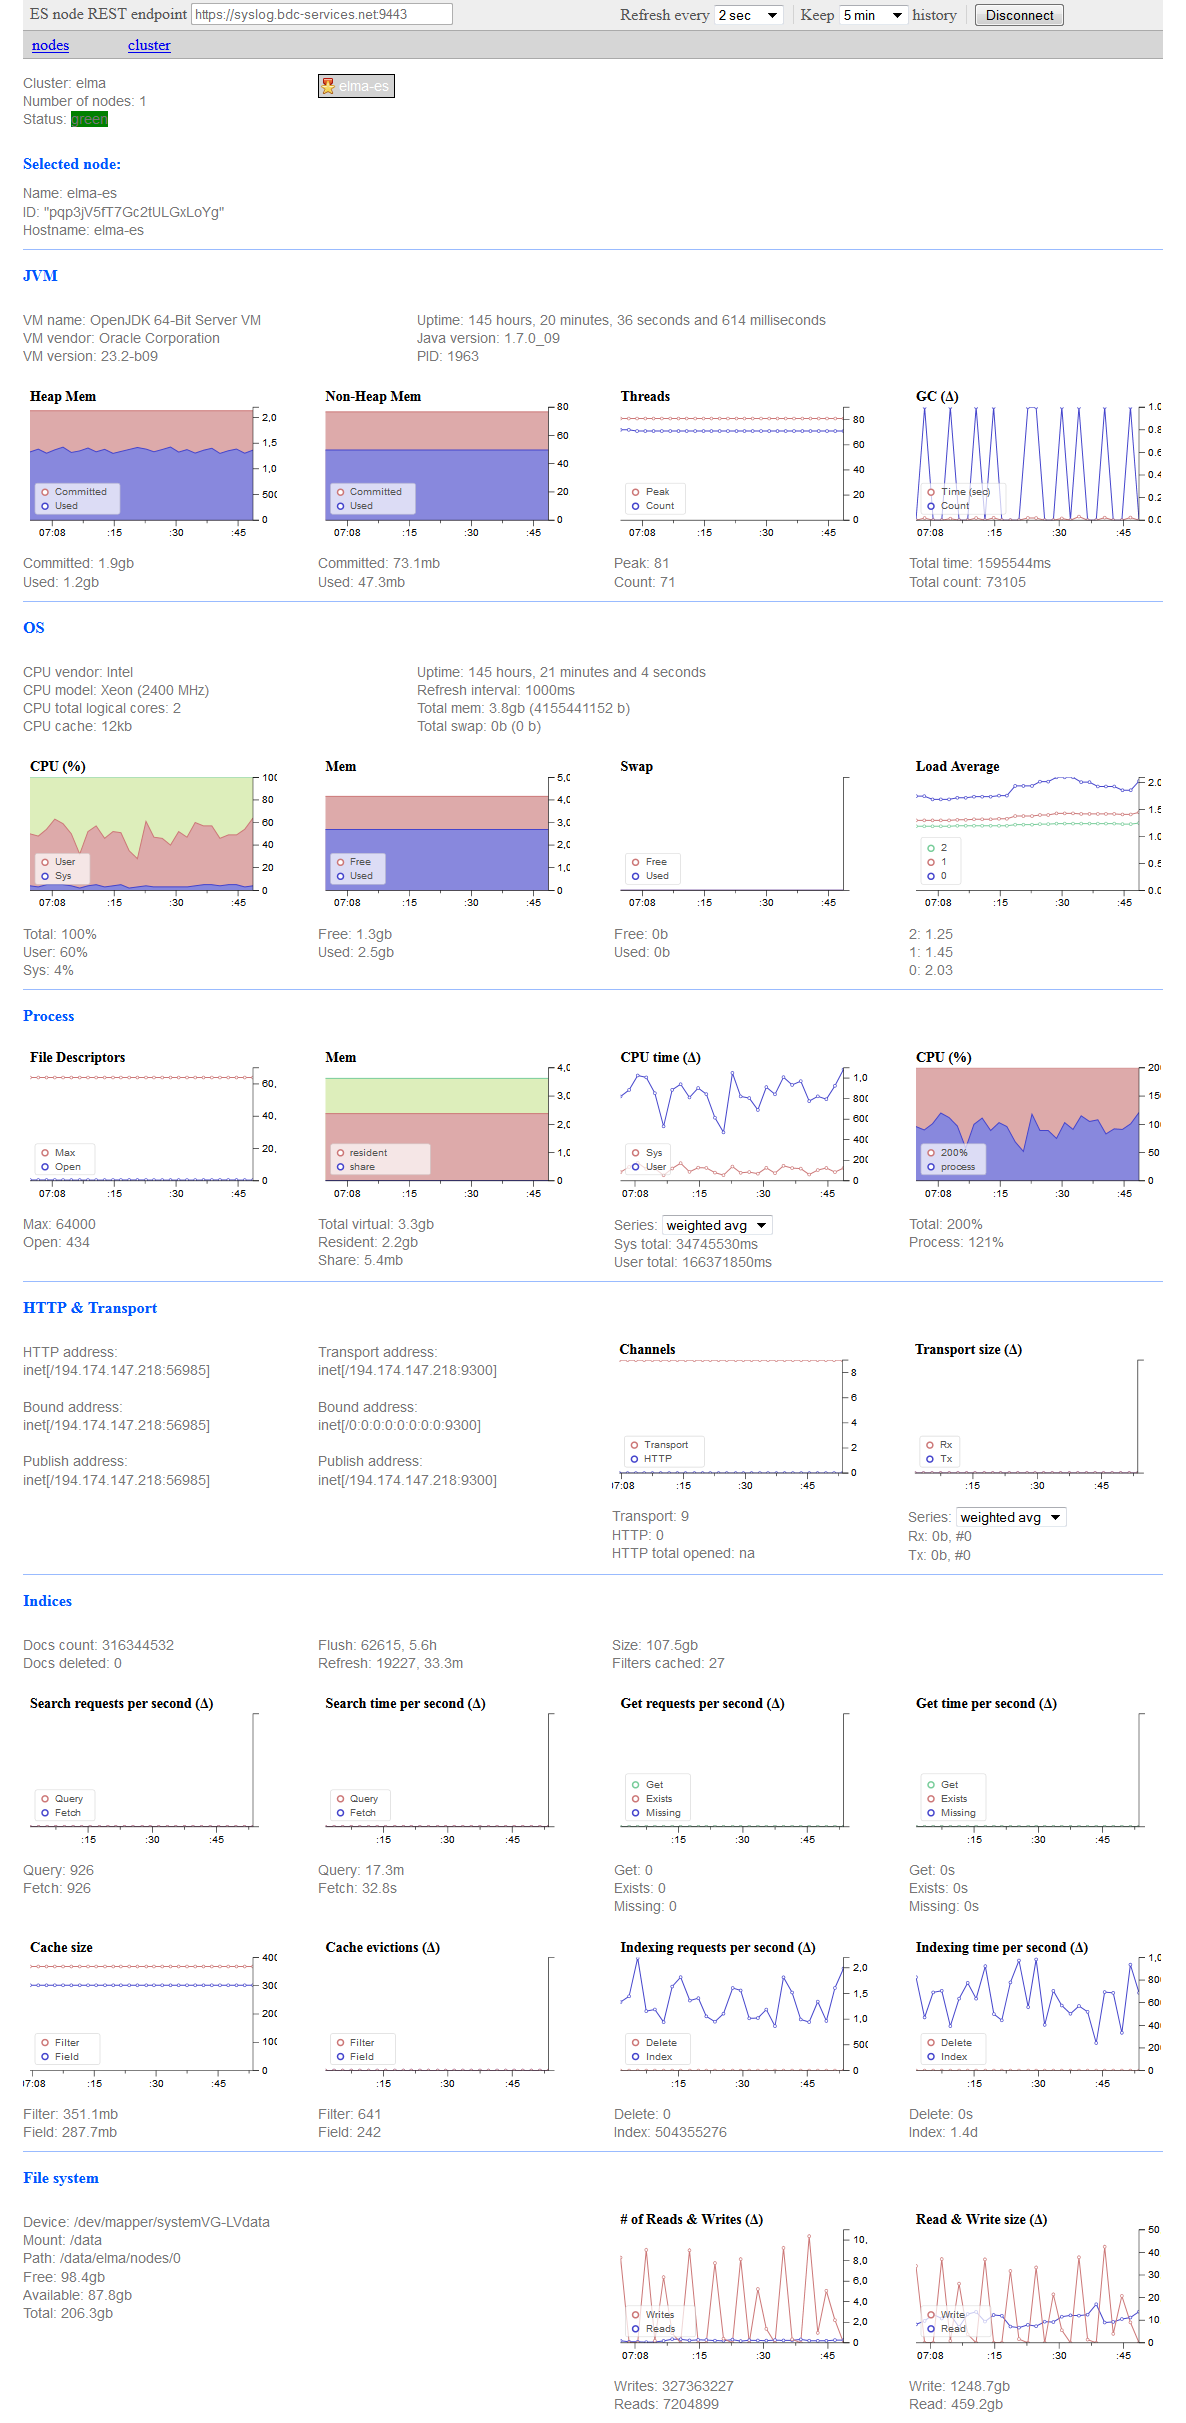 ES node REST endpoint https://syslog.bdc-services.net:9443 Refresh every 2 sec Keep 5 min history Disconnect
nodes cluster
Cluster: elma
Number of nodes: 1
Status: green
elma-es
Selected node:
Name: elma-es
ID: "pqp3jV5fT7Gc2tULGxLoYg"
Hostname: elma-es
JVM
VM name: OpenJDK 64-Bit Server VM
VM vendor: Oracle Corporation
VM version: 23.2-b09
Uptime: 145 hours, 20 minutes, 36 seconds and 614 milliseconds
Java version: 1.7.0_09
PID: 1963
Heap Mem
2,0
1,5
1,0
500
0
Committed
Used
07:08 :15 :30 :45
Committed: 1.9gb
Used: 1.2gb
Non-Heap Mem
80
60
40
20
0
Committed
Used
07:08 :15 :30 :45
Committed: 73.1mb
Used: 47.3mb
Threads
80
60
40
20
0
Peak
Count
07:08 :15 :30 :45
Peak: 81
Count: 71
GC (Δ)
1.0
0.8
0.6
0.4
0.2
0.0
Time (sec)
Count
07:08 :15 :30 :45
Total time: 1595544ms
Total count: 73105
OS
CPU vendor: Intel
CPU model: Xeon (2400 MHz)
CPU total logical cores: 2
CPU cache: 12kb
Uptime: 145 hours, 21 minutes and 4 seconds
Refresh interval: 1000ms
Total mem: 3.8gb (4155441152 b)
Total swap: 0b (0 b)
CPU (%)
100
80
60
40
20
0
User
Sys
07:08 :15 :30 :45
Total: 100%
User: 60%
Sys: 4%
Mem
5,0
4,0
3,0
2,0
1,0
0
Free
Used
07:08 :15 :30 :45
Free: 1.3gb
Used: 2.5gb
Swap
Free
Used
07:08 :15 :30 :45
Free: 0b
Used: 0b
Load Average
2.0
1.5
1.0
0.5
0.0
2
1
0
07:08 :15 :30 :45
2: 1.25
1: 1.45
0: 2.03
Process
File Descriptors
60,
40,
20,
0
Max
Open
07:08 :15 :30 :45
Max: 64000
Open: 434
Mem
4,0
3,0
2,0
1,0
0
resident
share
07:08 :15 :30 :45
Total virtual: 3.3gb
Resident: 2.2gb
Share: 5.4mb
CPU time (Δ)
1,0
800
600
400
200
0
Sys
User
07:08 :15 :30 :45
Series: weighted avg
Sys total: 34745530ms
User total: 166371850ms
CPU (%)
200
150
100
50
0
200%
process
07:08 :15 :30 :45
Total: 200%
Process: 121%
HTTP & Transport
HTTP address:
inet[/194.174.147.218:56985]
Bound address:
inet[/194.174.147.218:56985]
Publish address:
inet[/194.174.147.218:56985]
Transport address:
inet[/194.174.147.218:9300]
Bound address:
inet[/0:0:0:0:0:0:0:0:9300]
Publish address:
inet[/194.174.147.218:9300]
Channels
8
6
4
2
0
Transport
HTTP
07:08 :15 :30 :45
Transport: 9
HTTP: 0
HTTP total opened: na
Transport size (Δ)
Rx
Tx
:15 :30 :45
Series: weighted avg
Rx: 0b, #0
Tx: 0b, #0
Indices
Docs count: 316344532
Docs deleted: 0
Flush: 62615, 5.6h
Refresh: 19227, 33.3m
Size: 107.5gb
Filters cached: 27
Search requests per second (Δ)
Query
Fetch
:15 :30 :45
Query: 926
Fetch: 926
Search time per second (Δ)
Query
Fetch
:15 :30 :45
Query: 17.3m
Fetch: 32.8s
Get requests per second (Δ)
Get
Exists
Missing
:15 :30 :45
Get: 0
Exists: 0
Missing: 0
Get time per second (Δ)
Get
Exists
Missing
:15 :30 :45
Get: 0s
Exists: 0s
Missing: 0s
Cache size
400
300
200
100
0
Filter
Field
07:08 :15 :30 :45
Filter: 351.1mb
Field: 287.7mb
Cache evictions (Δ)
Filter
Field
:15 :30 :45
Filter: 641
Field: 242
Indexing requests per second (Δ)
2,0
1,5
1,0
500
0
Delete
Index
:15 :30 :45
Delete: 0
Index: 504355276
Indexing time per second (Δ)
1,0
80
60
40
20
0
Delete
Index
:15 :30 :45
Delete: 0s
Index: 1.4d
File system
Device: /dev/mapper/systemVG-LVdata
Mount: /data
Path: /data/elma/nodes/0
Free: 98.4gb
Available: 87.8gb
Total: 206.3gb
# of Reads & Writes (Δ)
10,
8,0
6,0
4,0
2,0
0
Writes
Reads
07:08 :15 :30 :45
Writes: 327363227
Reads: 7204899
Read & Write size (Δ)
50
40
30
20
10
0
Write
Read
07:08 :15 :30 :45
Write: 1248.7gb
Read: 459.2gb